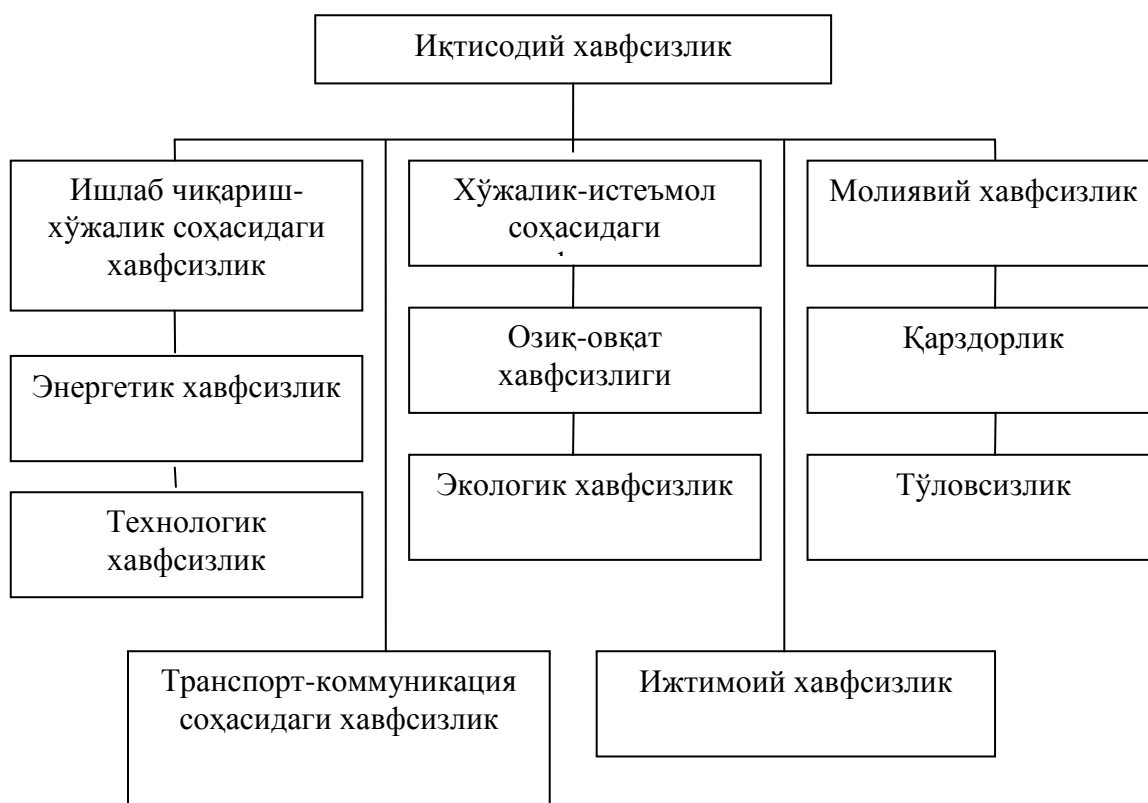 Иқтисодий хавфсизлик
Ишлаб чиқариш-
хўжалик соҳасидаги
хавфсизлик
Энергетик хавфсизлик
Технологик
хавфсизлик
Хўжалик-истеъмол
соҳасидаги
Озиқ-овқат
хавфсизлиги
Экологик хавфсизлик
Молиявий хавфсизлик
Қарздорлик
Тўловсизлик
Транспорт-коммуникация
соҳасидаги хавфсизлик
Ижтимоий хавфсизлик